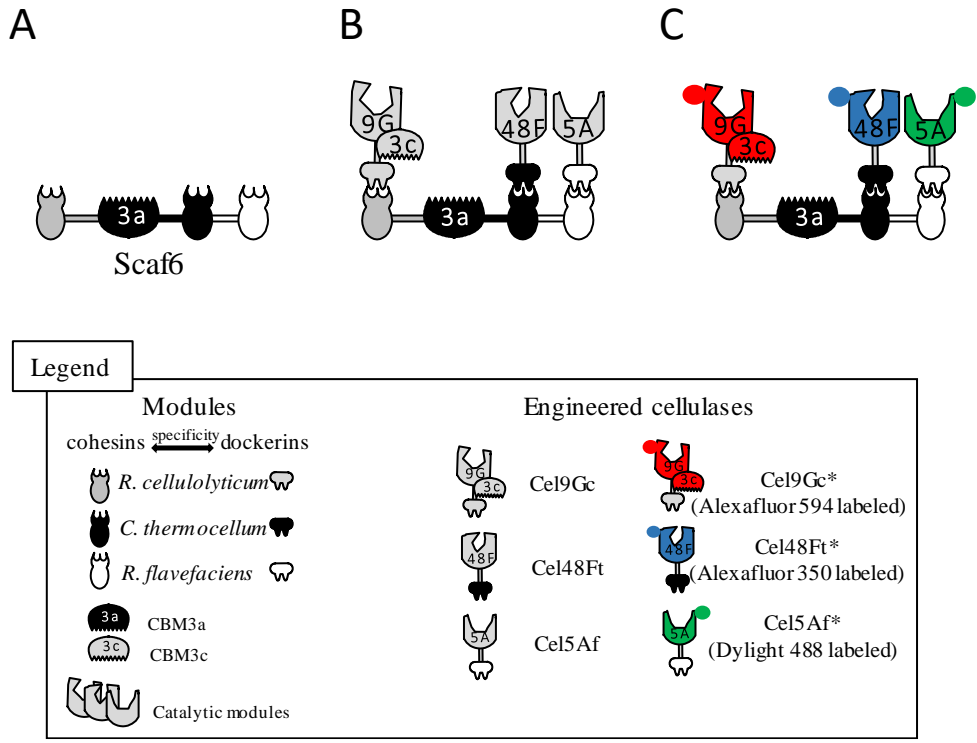 A
B
C
3a
Scaf6
9G
3c
48F
5A
3a
9G
3c
48F
5A
3a
Legend
Modules
cohesins specificity dockerins
R. cellulolyticum
C. thermocellum
R. flavefaciens
3a
CBM3a
3c
CBM3c
Catalytic modules
Engineered cellulases
9G
3c
Cel9Gc
9G
3c
Cel9Gc*
(Alexafluor 594 labeled)
48F
Cel48Ft
48F
Cel48Ft*
(Alexafluor 350 labeled)
5A
Cel5Af
5A
Cel5Af*
(Dylight 488 labeled)